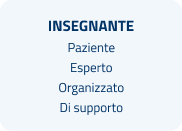 INSEGNANTE
Paziente
Esperto
Organizzato
Di supporto